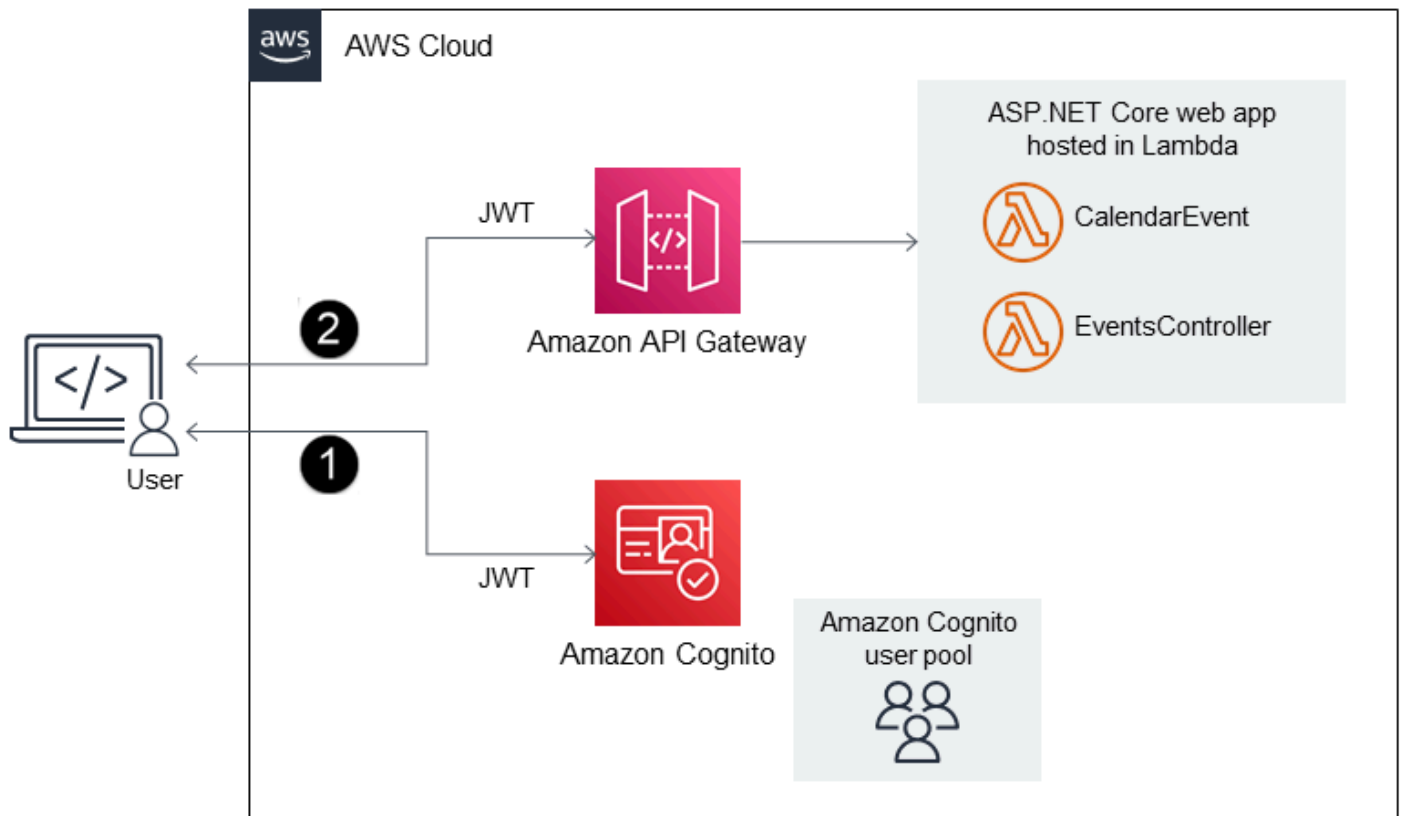 aws
AWS Cloud
ASP.NET Core web app
hosted in Lambda
CalendarEvent
EventsController
JWT
</>
Amazon API Gateway
2
</>
User
1
JWT
Amazon Cognito
Amazon Cognito
user pool